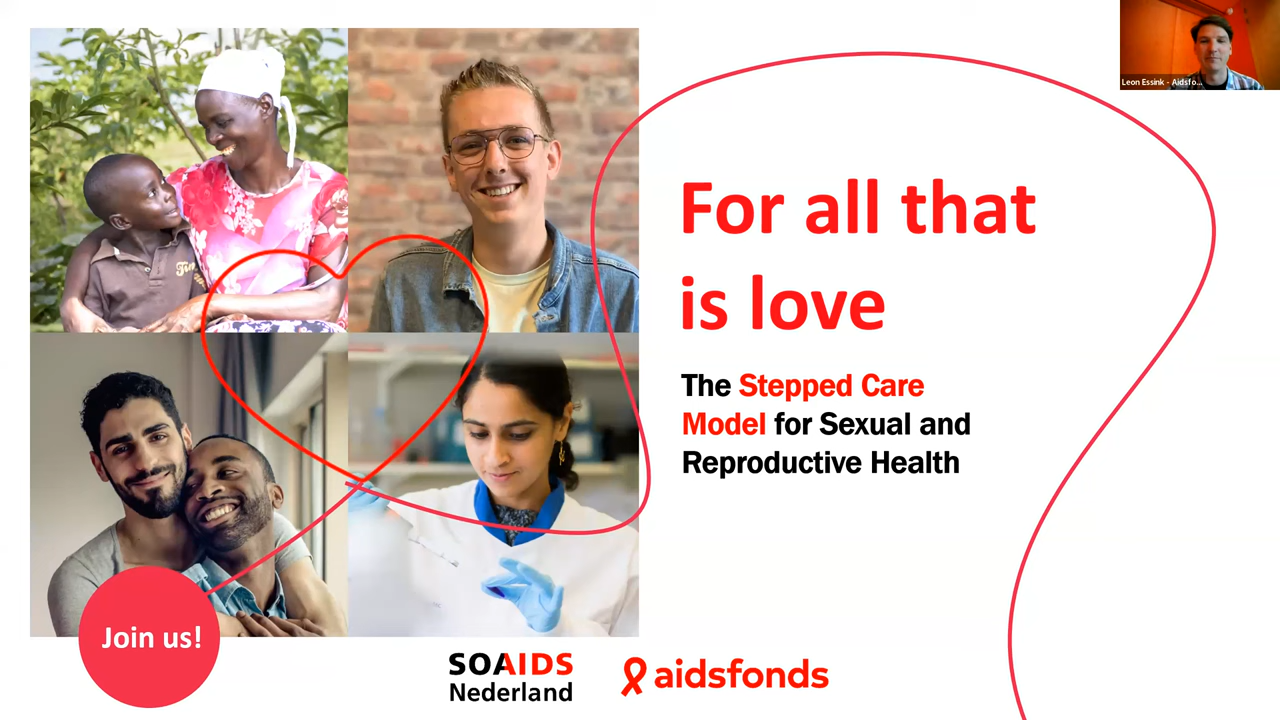 Leon Essink - Aidsfo...
For all that
is love
The Stepped Care
Model for Sexual and
Reproductive Health
Join us!
SOAAIDS
Nederland
aidsfonds